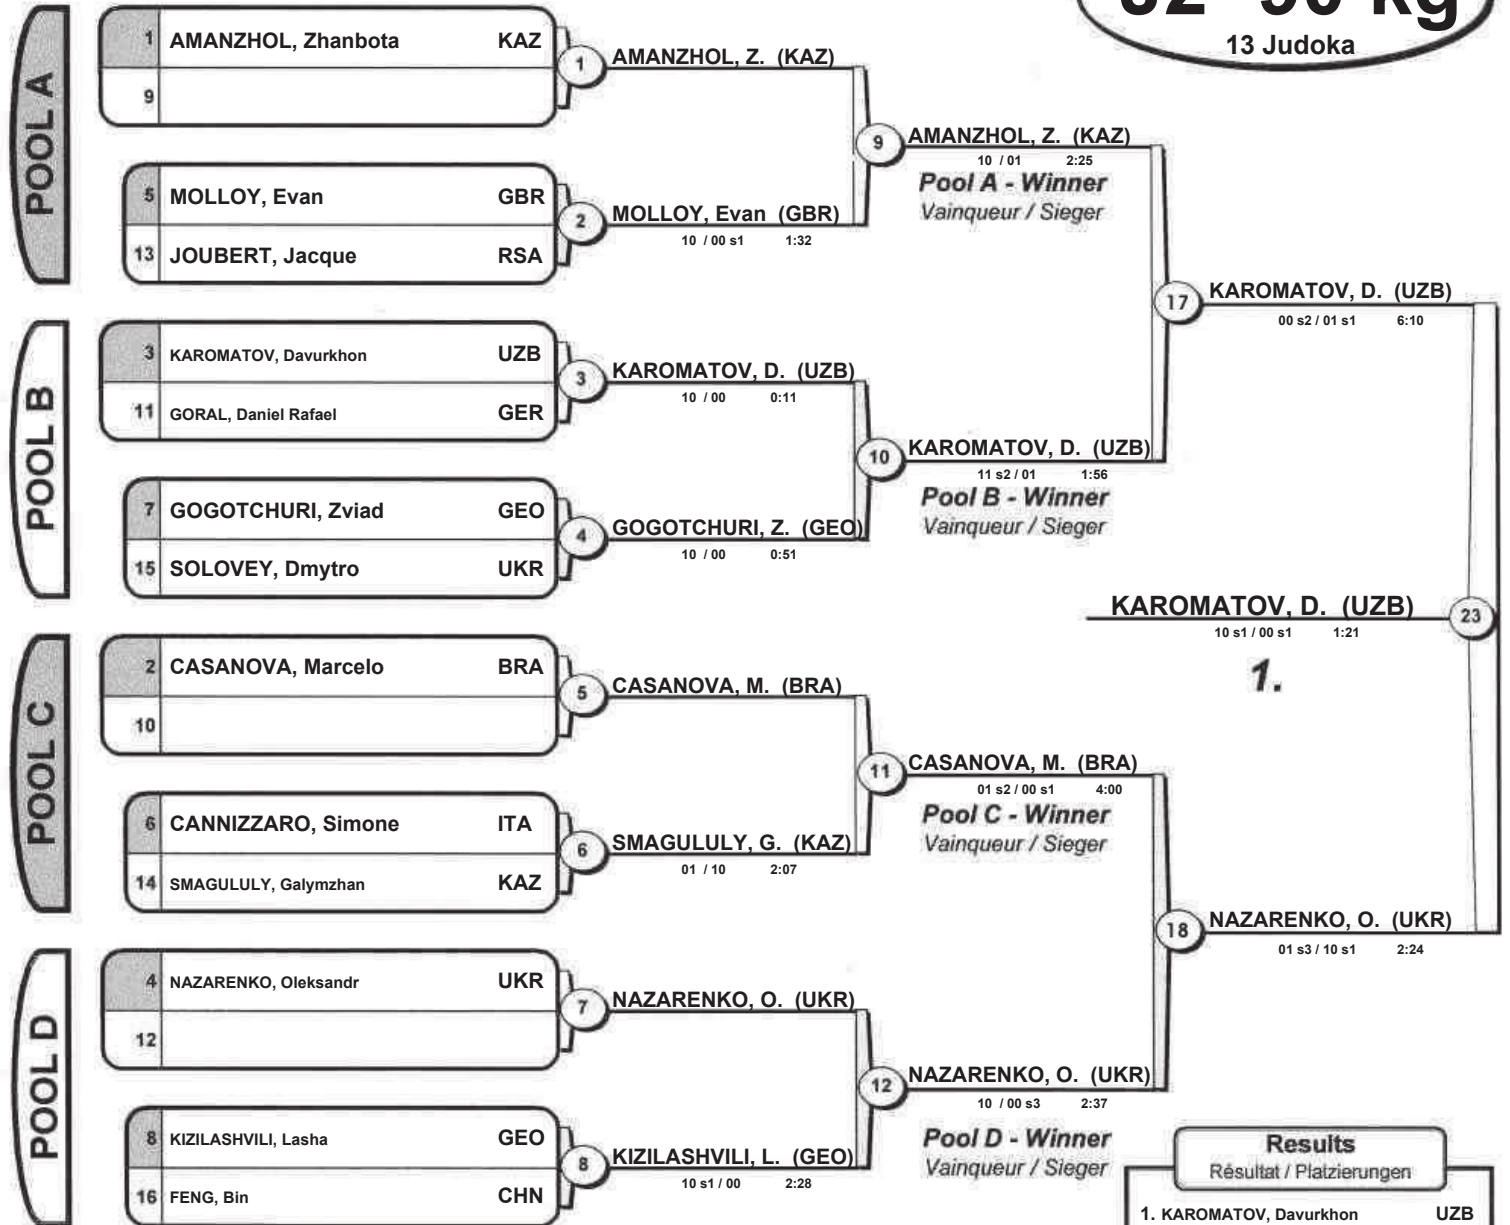 13 Judoka
POOL A
1 AMANZHOL, Zhanbota KAZ
9
1 AMANZHOL, Z. (KAZ)
5 MOLLOY, Evan GBR
13 JOUBERT, Jacque RSA
2 MOLLOY, Evan (GBR)
10 / 00 s1 1:32
9 AMANZHOL, Z. (KAZ)
10 / 01 2:25
Pool A - Winner
Vainqueur / Sieger
POOL B
3 KAROMATOV, Davurkhon UZB
11 GORAL, Daniel Rafael GER
3 KAROMATOV, D. (UZB)
10 / 00 0:11
7 GOGOTCHURI, Zviad GEO
15 SOLOVEY, Dmytro UKR
4 GOGOTCHURI, Z. (GEO)
10 / 00 0:51
10 KAROMATOV, D. (UZB)
11 s2 / 01 1:56
Pool B - Winner
Vainqueur / Sieger
17 KAROMATOV, D. (UZB)
00 s2 / 01 s1 6:10
KAROMATOV, D. (UZB) 23
10 s1 / 00 s1 1:21
1.
POOL C
2 CASANOVA, Marcelo BRA
10
5 CASANOVA, M. (BRA)
6 CANNIZZARO, Simone ITA
14 SMAGULULY, Galymzhan KAZ
6 SMAGULULY, G. (KAZ)
01 / 10 2:07
11 CASANOVA, M. (BRA)
01 s2 / 00 s1 4:00
Pool C - Winner
Vainqueur / Sieger
POOL D
4 NAZARENKO, Oleksandr UKR
12
7 NAZARENKO, O. (UKR)
8 KIZILASHVILI, Lasha GEO
16 FENG, Bin CHN
8 KIZILASHVILI, L. (GEO)
10 s1 / 00 2:28
12 NAZARENKO, O. (UKR)
10 / 00 s3 2:37
Pool D - Winner
Vainqueur / Sieger
18 NAZARENKO, O. (UKR)
01 s3 / 10 s1 2:24
Results
Résultat / Platzierungen
1. KAROMATOV, Davurkhon UZB